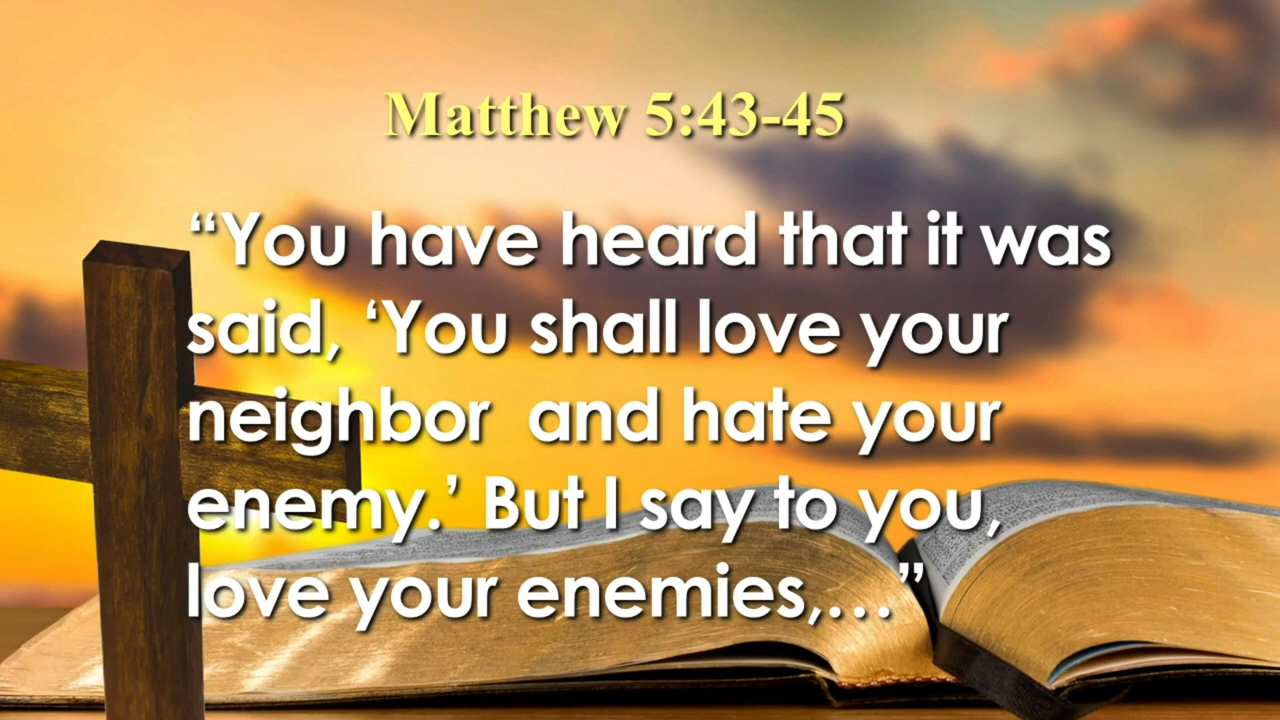 Matthew 5:43-45
“You have heard that it was
said, ‘You shall love your
neighbor  and hate your
enemy.’ But I say to you,
love your enemies,…”